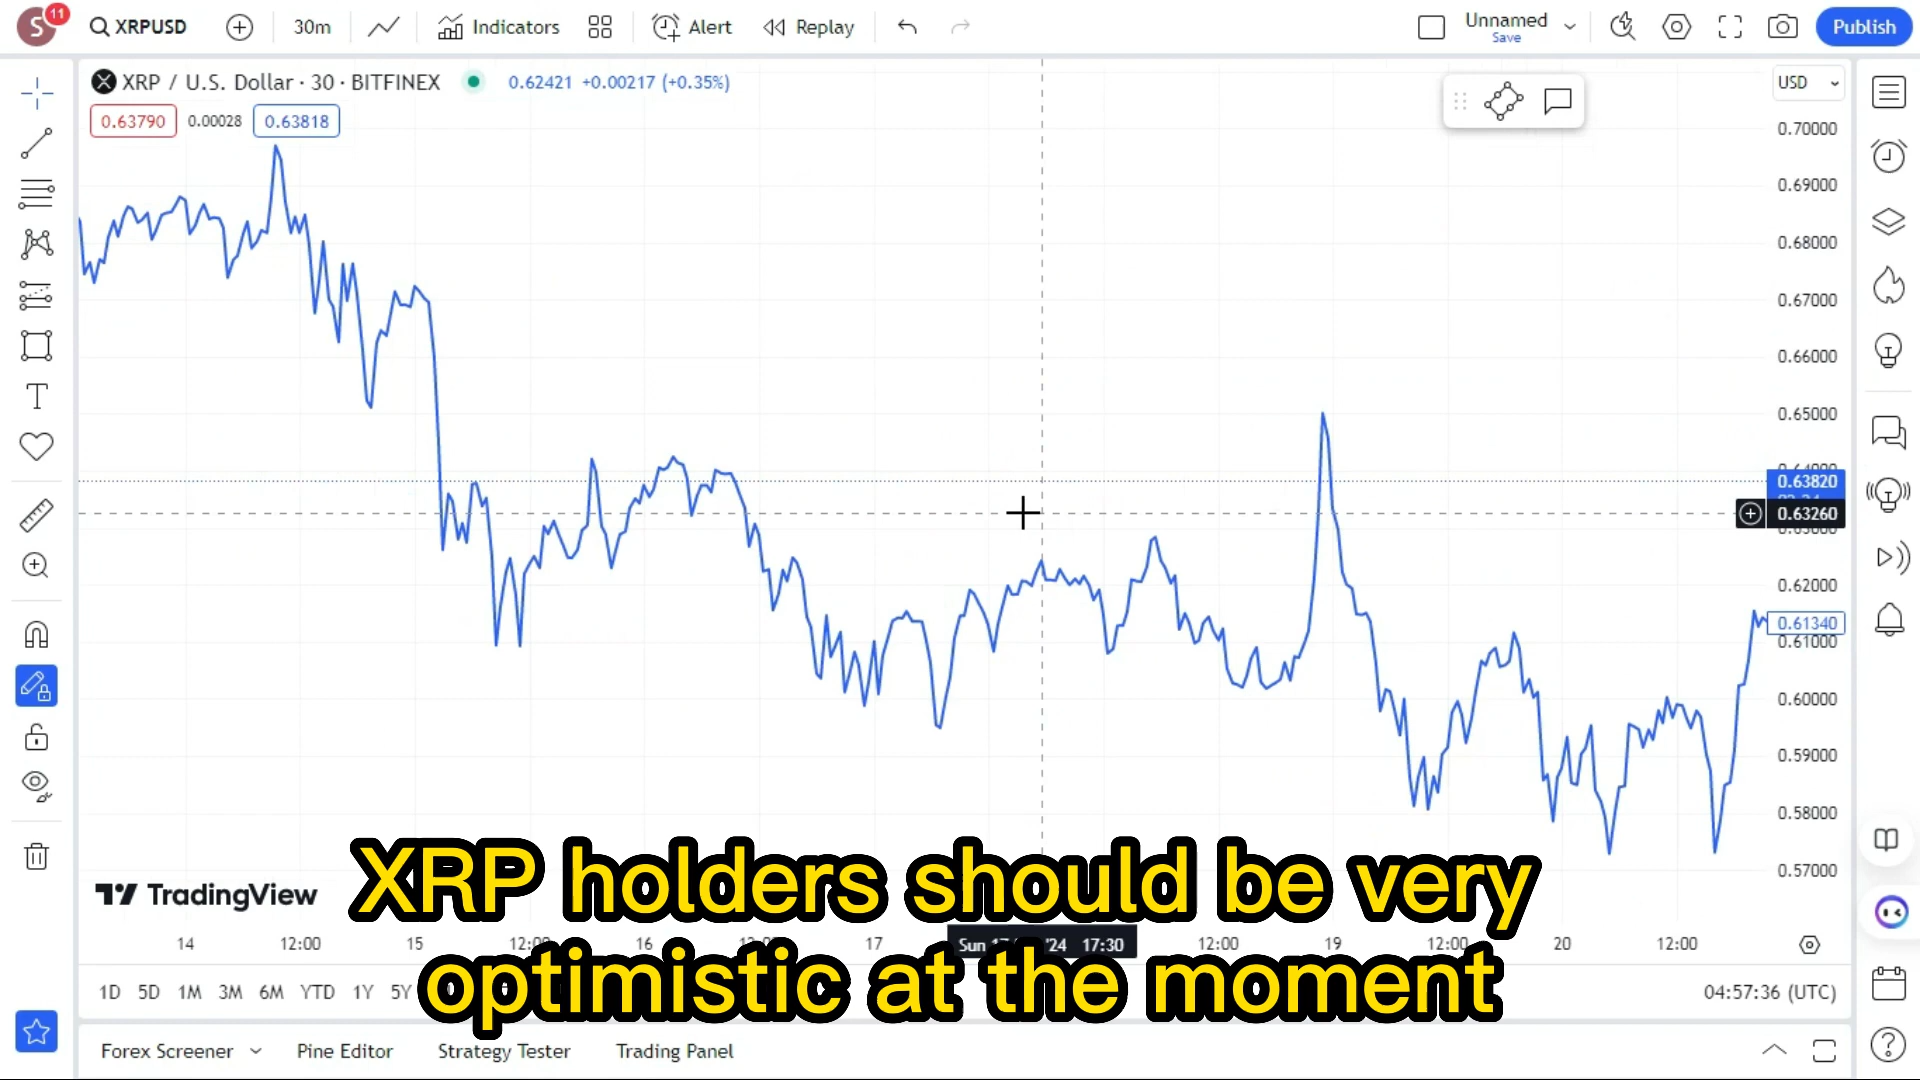 S 11 XRPUSD 30m Indicators Alert Replay Unnamed Save Publish
XRP / U.S. Dollar · 30 · BITFINEX 0.62421 +0.00217 (+0.35%) USD
0.63790 0.00028 0.63818
0.70000
0.69000
0.68000
0.67000
0.66000
0.65000
0.63820
0.63260
0.62000
0.61340
0.61000
0.60000
0.59000
0.58000
0.57000
TradingView
XRP holders should be very
14 12:00 15 12:00 16 17 Sun 17 '24 17:30 12:00 19 12:00 20 12:00
optimistic at the moment
1D 5D 1M 3M 6M YTD 1Y 5Y 04:57:36 (UTC)
Forex Screener Pine Editor Strategy Tester Trading Panel